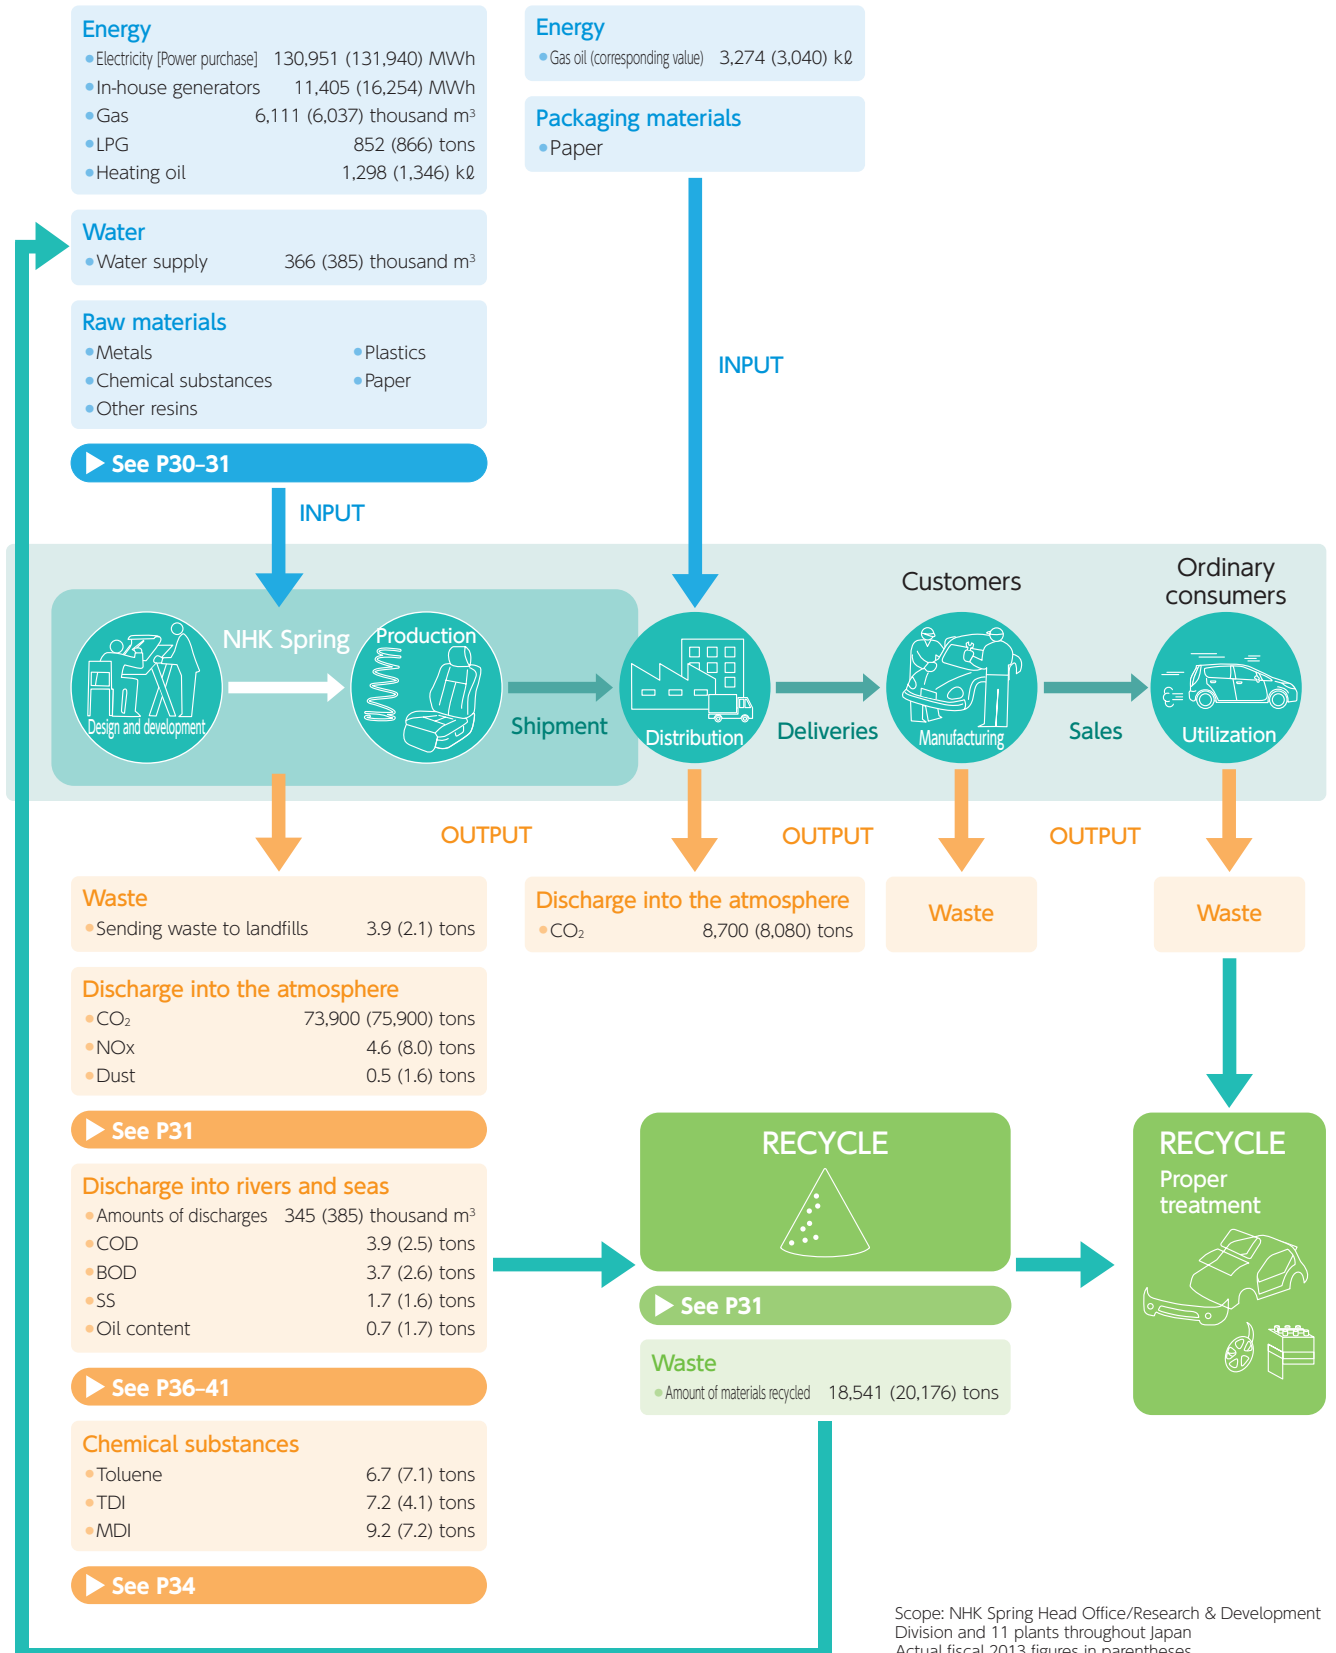 Energy
•Electricity [Power purchase] 130,951 (131,940) MWh
•In-house generators 11,405 (16,254) MWh
•Gas 6,111 (6,037) thousand m³
•LPG 852 (866) tons
•Heating oil 1,298 (1,346) kℓ
Energy
•Gas oil (corresponding value) 3,274 (3,040) kℓ
Packaging materials
•Paper
Water
•Water supply 366 (385) thousand m³
Raw materials
•Metals •Plastics
•Chemical substances •Paper
•Other resins
▶ See P30–31
INPUT
INPUT
NHK Spring
Design and development
Production
Shipment
Distribution
Deliveries
Customers
Manufacturing
Sales
Ordinary
consumers
Utilization
OUTPUT
OUTPUT
OUTPUT
Waste
•Sending waste to landfills 3.9 (2.1) tons
Discharge into the atmosphere
•CO₂ 8,700 (8,080) tons
Waste
Waste
Discharge into the atmosphere
•CO₂ 73,900 (75,900) tons
•NOx 4.6 (8.0) tons
•Dust 0.5 (1.6) tons
▶ See P31
Discharge into rivers and seas
•Amounts of discharges 345 (385) thousand m³
•COD 3.9 (2.5) tons
•BOD 3.7 (2.6) tons
•SS 1.7 (1.6) tons
•Oil content 0.7 (1.7) tons
▶ See P36–41
Chemical substances
•Toluene 6.7 (7.1) tons
•TDI 7.2 (4.1) tons
•MDI 9.2 (7.2) tons
▶ See P34
RECYCLE
▶ See P31
Waste
•Amount of materials recycled 18,541 (20,176) tons
RECYCLE
Proper
treatment
Scope: NHK Spring Head Office/Research & Development
Division and 11 plants throughout Japan
Actual fiscal 2013 figures in parentheses